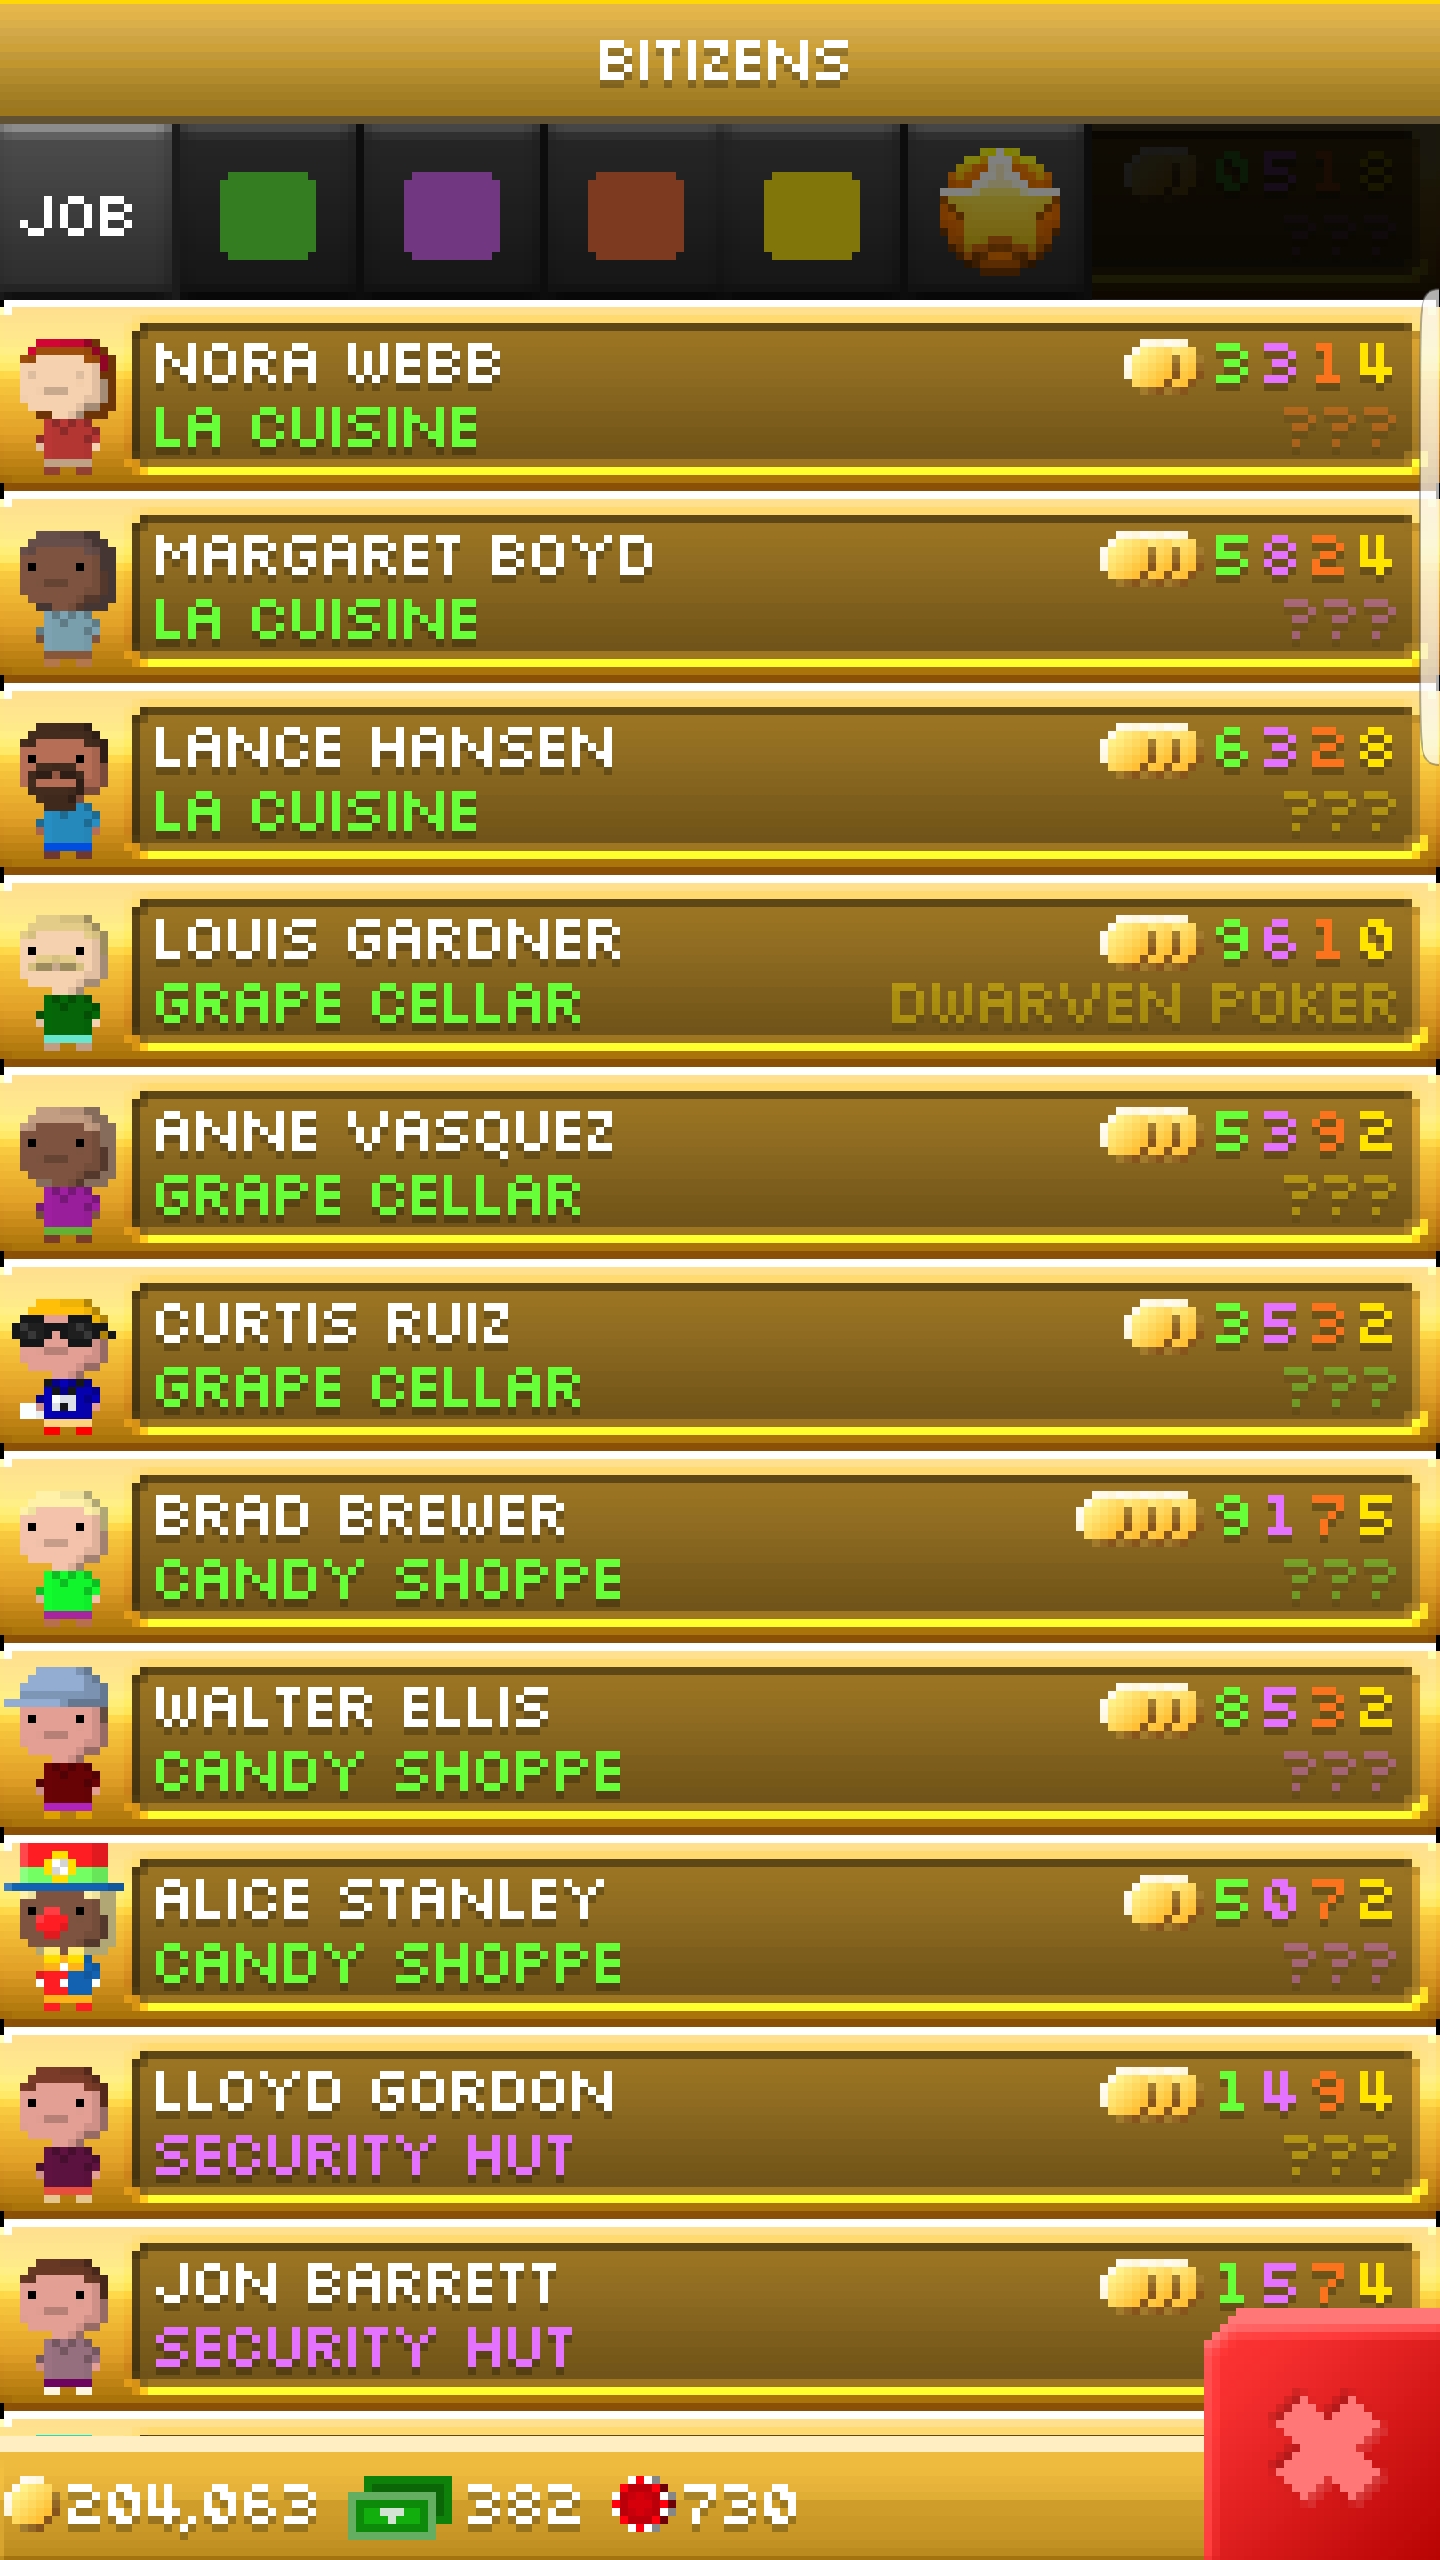 BITIZENS
JOB
0518
???
NORA WEBB 3314
LA CUISINE ???
MARGARET BOYD 5824
LA CUISINE ???
LANCE HANSEN 6328
LA CUISINE ???
LOUIS GARDNER 9610
GRAPE CELLAR DWARVEN POKER
ANNE VASQUEZ 5392
GRAPE CELLAR ???
CURTIS RUIZ 3532
GRAPE CELLAR ???
BRAD BREWER 9175
CANDY SHOPPE ???
WALTER ELLIS 8532
CANDY SHOPPE ???
ALICE STANLEY 5072
CANDY SHOPPE ???
LLOYD GORDON 1494
SECURITY HUT ???
JON BARRETT 1574
SECURITY HUT
204,063 382 730